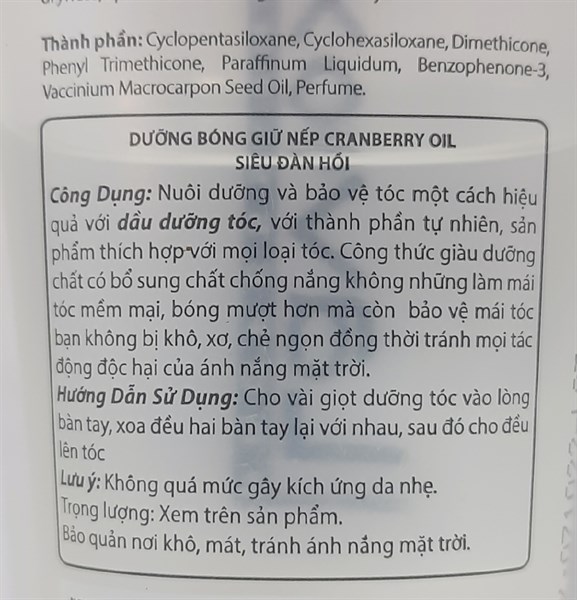 Thành phần: Cyclopentasiloxane, Cyclohexasiloxane, Dimethicone,
Phenyl Trimethicone, Paraffinum Liquidum, Benzophenone-3,
Vaccinium Macrocarpon Seed Oil, Perfume.
DƯỠNG BÓNG GIỮ NẾP CRANBERRY OIL
SIÊU ĐÀN HỒI
Công Dụng: Nuôi dưỡng và bảo vệ tóc một cách hiệu
quả với dầu dưỡng tóc, với thành phần tự nhiên, sản
phẩm thích hợp với mọi loại tóc. Công thức giàu dưỡng
chất có bổ sung chất chống nắng không những làm mái
tóc mềm mại, bóng mượt hơn mà còn bảo vệ mái tóc
bạn không bị khô, xơ, chẻ ngọn đồng thời tránh mọi tác
động độc hại của ánh nắng mặt trời.
Hướng Dẫn Sử Dụng: Cho vài giọt dưỡng tóc vào lòng
bàn tay, xoa đều hai bàn tay lại với nhau, sau đó cho đều
lên tóc
Lưu ý: Không quá mức gây kích ứng da nhẹ.
Trọng lượng: Xem trên sản phẩm.
Bảo quản nơi khô, mát, tránh ánh nắng mặt trời.